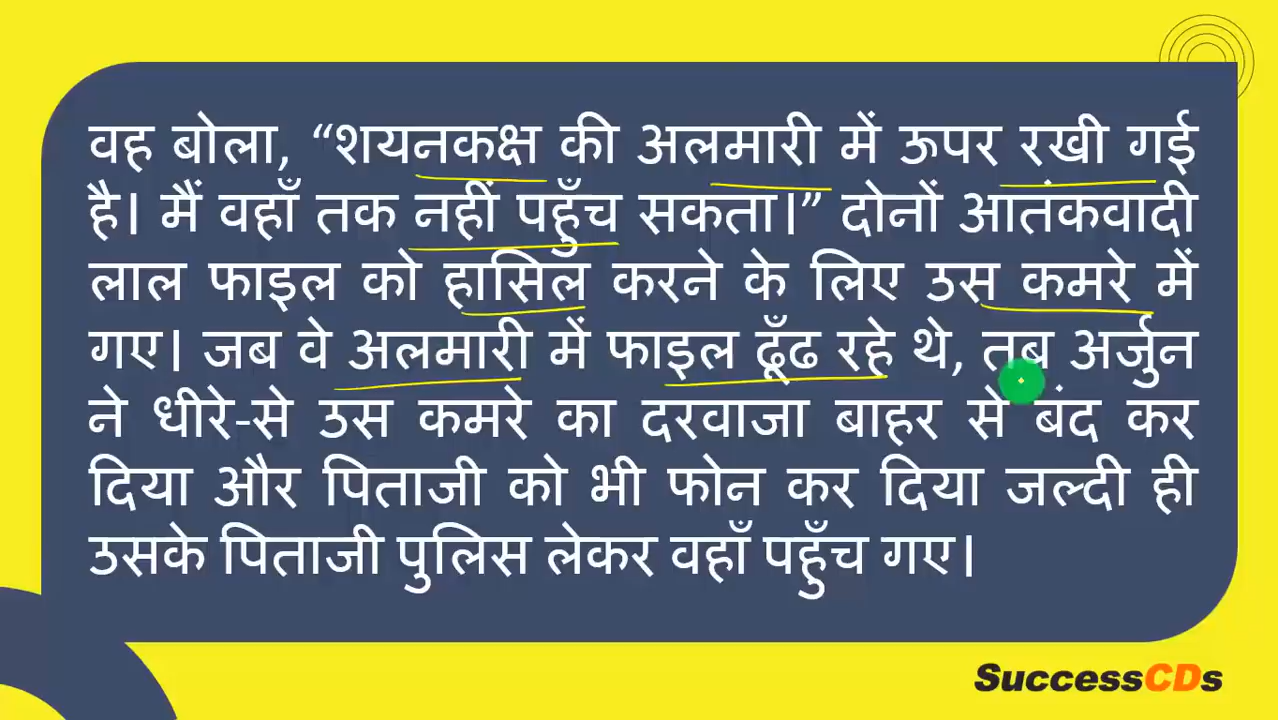 वह बोला, “शयनकक्ष की अलमारी में ऊपर रखी गई
है। मैं वहाँ तक नहीं पहुँच सकता।” दोनों आतंकवादी
लाल फाइल को हासिल करने के लिए उस कमरे में
गए। जब वे अलमारी में फाइल ढूँढ रहे थे, तब अर्जुन
ने धीरे-से उस कमरे का दरवाजा बाहर से बंद कर
दिया और पिताजी को भी फोन कर दिया जल्दी ही
उसके पिताजी पुलिस लेकर वहाँ पहुँच गए।
SuccessCDs